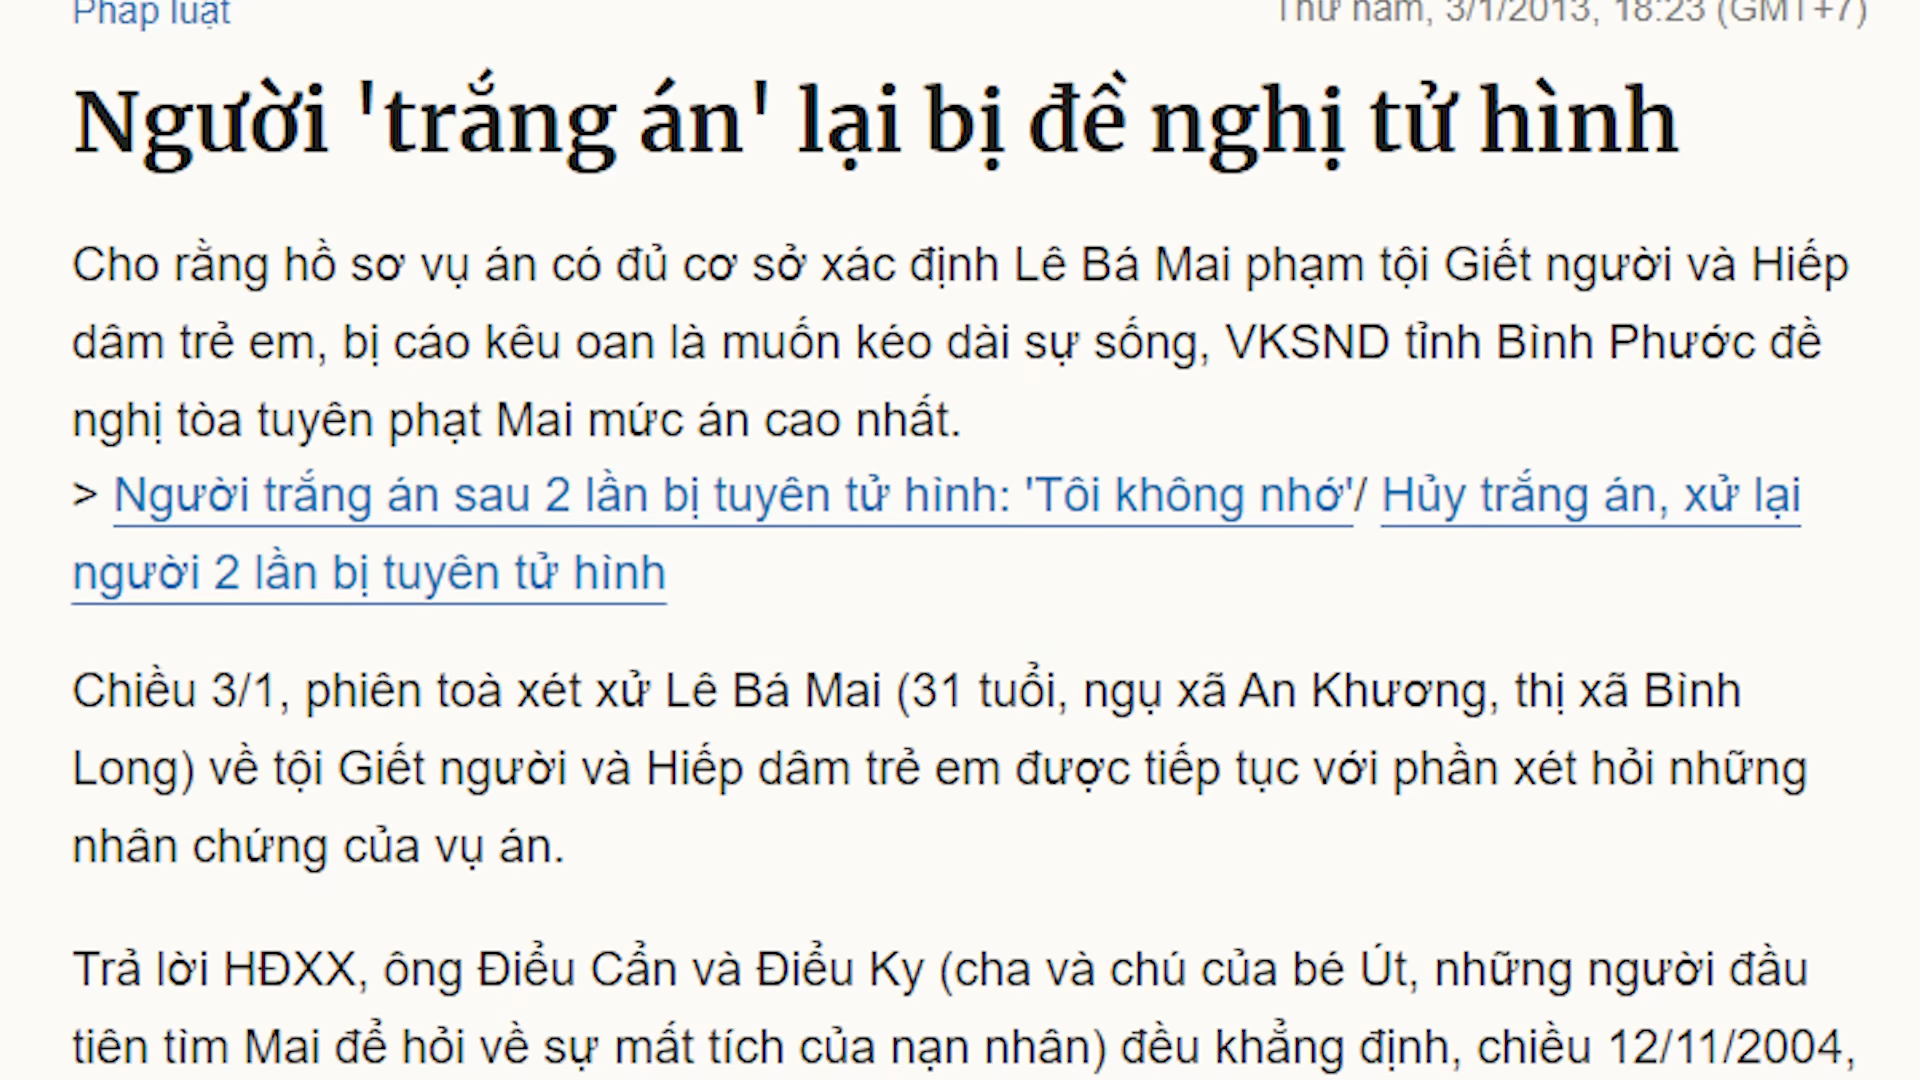 Pháp luật
Thứ năm, 3/1/2013, 18:23 (GMT+7)
Người 'trắng án' lại bị đề nghị tử hình
Cho rằng hồ sơ vụ án có đủ cơ sở xác định Lê Bá Mai phạm tội Giết người và Hiếp
dâm trẻ em, bị cáo kêu oan là muốn kéo dài sự sống, VKSND tỉnh Bình Phước đề
nghị tòa tuyên phạt Mai mức án cao nhất.
> Người trắng án sau 2 lần bị tuyên tử hình: 'Tôi không nhớ'/ Hủy trắng án, xử lại
người 2 lần bị tuyên tử hình
Chiều 3/1, phiên toà xét xử Lê Bá Mai (31 tuổi, ngụ xã An Khương, thị xã Bình
Long) về tội Giết người và Hiếp dâm trẻ em được tiếp tục với phần xét hỏi những
nhân chứng của vụ án.
Trả lời HĐXX, ông Điểu Cẩn và Điểu Ky (cha và chú của bé Út, những người đầu
tiên tìm Mai để hỏi về sự mất tích của nạn nhân) đều khẳng định, chiều 12/11/2004,